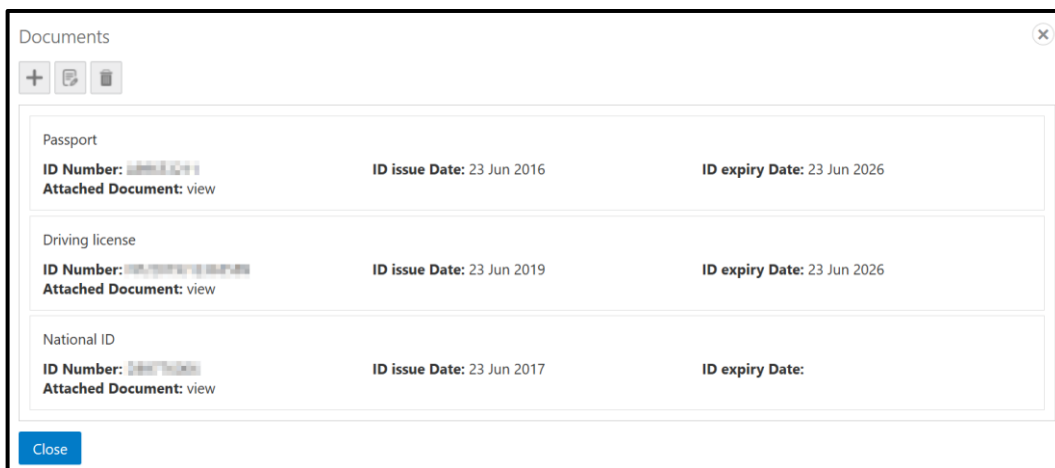 Documents
Passport
ID Number: ID issue Date: 23 Jun 2016 ID expiry Date: 23 Jun 2026
Attached Document: view
Driving license
ID Number: ID issue Date: 23 Jun 2019 ID expiry Date: 23 Jun 2026
Attached Document: view
National ID
ID Number: ID issue Date: 23 Jun 2017 ID expiry Date:
Attached Document: view
Close